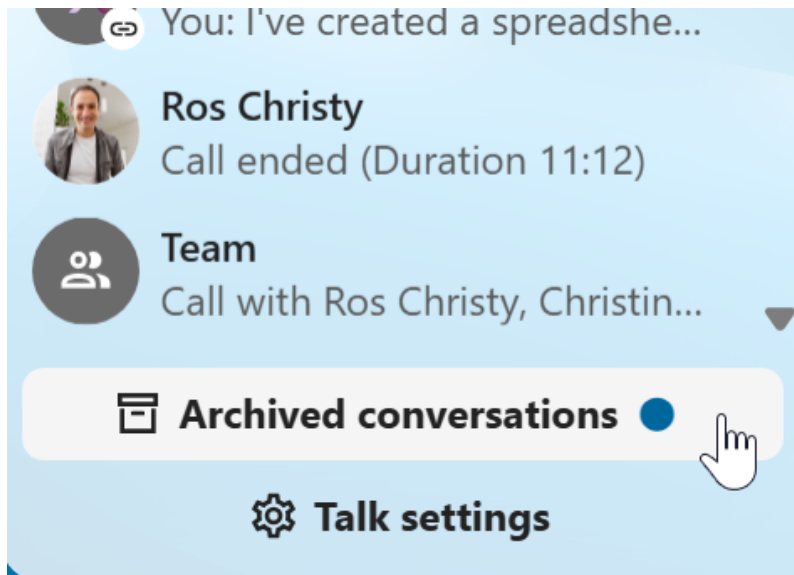 You: I've created a spreadshe...
Ros Christy
Call ended (Duration 11:12)
Team
Call with Ros Christy, Christin...
Archived conversations
Talk settings